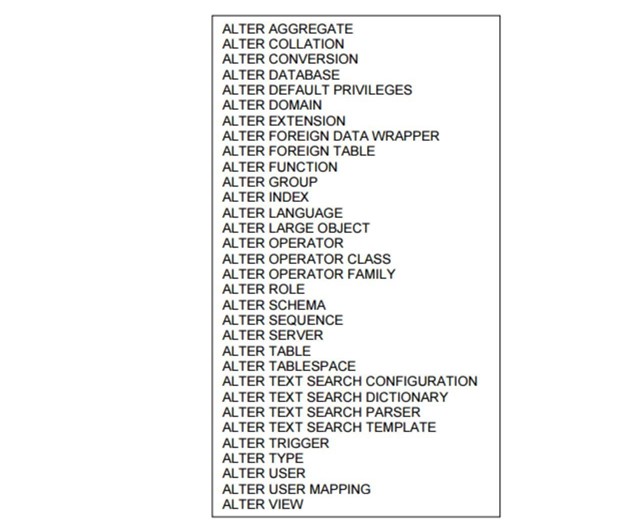 ALTER AGGREGATE
ALTER COLLATION
ALTER CONVERSION
ALTER DATABASE
ALTER DEFAULT PRIVILEGES
ALTER DOMAIN
ALTER EXTENSION
ALTER FOREIGN DATA WRAPPER
ALTER FOREIGN TABLE
ALTER FUNCTION
ALTER GROUP
ALTER INDEX
ALTER LANGUAGE
ALTER LARGE OBJECT
ALTER OPERATOR
ALTER OPERATOR CLASS
ALTER OPERATOR FAMILY
ALTER ROLE
ALTER SCHEMA
ALTER SEQUENCE
ALTER SERVER
ALTER TABLE
ALTER TABLESPACE
ALTER TEXT SEARCH CONFIGURATION
ALTER TEXT SEARCH DICTIONARY
ALTER TEXT SEARCH PARSER
ALTER TEXT SEARCH TEMPLATE
ALTER TRIGGER
ALTER TYPE
ALTER USER
ALTER USER MAPPING
ALTER VIEW